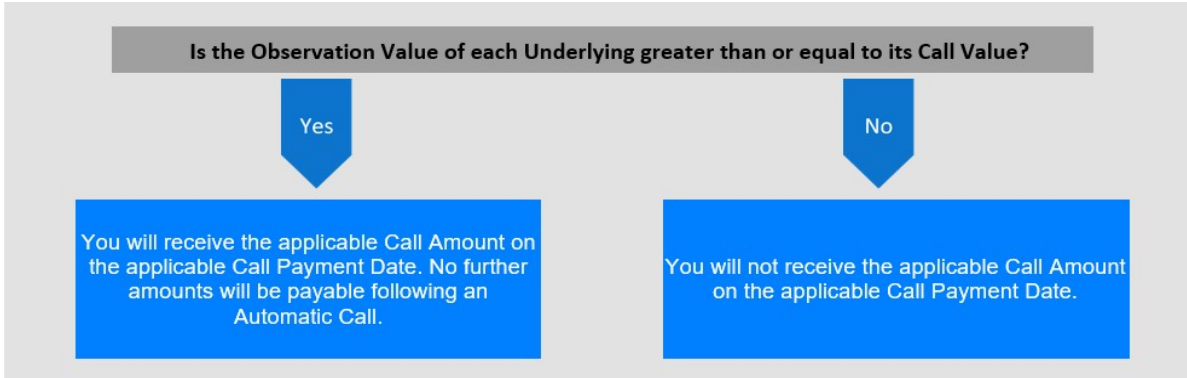 Is the Observation Value of each Underlying greater than or equal to its Call Value?
Yes
No
You will receive the applicable Call Amount on
the applicable Call Payment Date. No further
amounts will be payable following an
Automatic Call.
You will not receive the applicable Call Amount
on the applicable Call Payment Date.